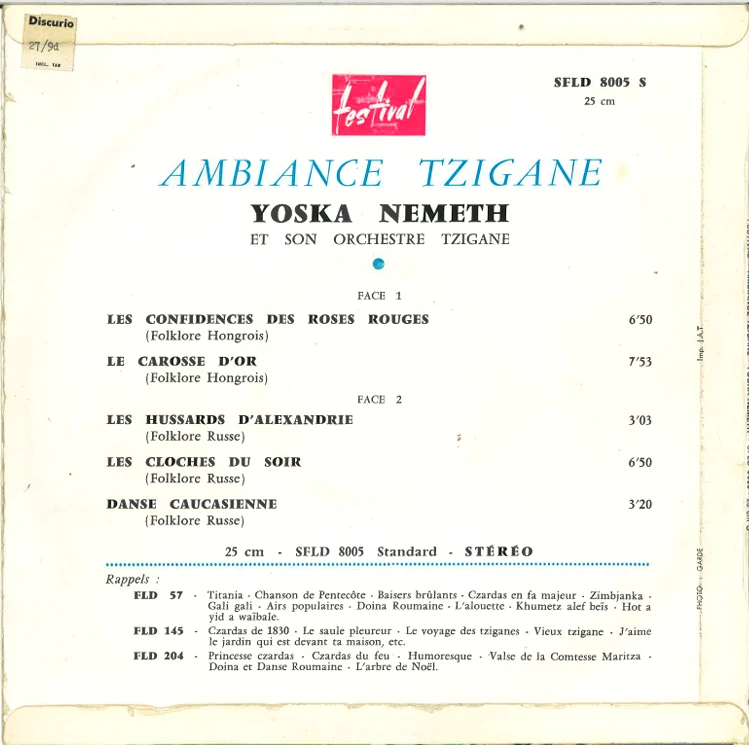 Discurio
27/9d
INCL. TAX
festival
SFLD 8005 S
25 cm
AMBIANCE TZIGANE
YOSKA NEMETH
ET SON ORCHESTRE TZIGANE
FACE 1
LES CONFIDENCES DES ROSES ROUGES 6'50
(Folklore Hongrois)
LE CAROSSE D'OR 7'53
(Folklore Hongrois)
FACE 2
LES HUSSARDS D'ALEXANDRIE 3'03
(Folklore Russe)
LES CLOCHES DU SOIR 6'50
(Folklore Russe)
DANSE CAUCASIENNE 3'20
(Folklore Russe)
25 cm - SFLD 8005 Standard - STÉRÉO
Rappels :
FLD 57 - Titania - Chanson de Pentecôte - Baisers brûlants - Czardas en fa majeur - Zimbjanka -
Gali gali - Airs populaires - Doina Roumaine - L'alouette - Khumetz alef beïs - Hot a
yid a waïbale.
FLD 145 - Czardas de 1830 - Le saule pleureur - Le voyage des tziganes - Vieux tzigane - J'aime
le jardin qui est devant ta maison, etc.
FLD 204 - Princesse czardas - Czardas du feu - Humoresque - Valse de la Comtesse Maritza -
Doina et Danse Roumaine - L'arbre de Noël.
Imp. J.A.T.
PHOTO : GARDE